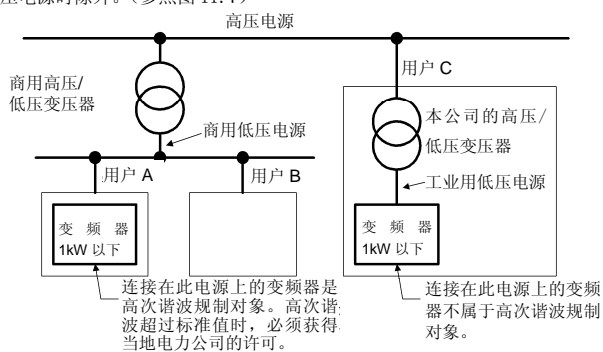 压电源时除外。（参照图 11.4）
高压电源
商用高压/
低压变压器
用户 C
本公司的高压/
低压变压器
商用低压电源
用户 A
用户 B
工业用低压电源
变 频 器
1kW 以下
变 频 器
1kW 以下
连接在此电源上的变频器是
高次谐波规制对象。高次谐
波超过标准值时，必须获得
当地电力公司的许可。
连接在此电源上的变频
器不属于高次谐波规制
对象。